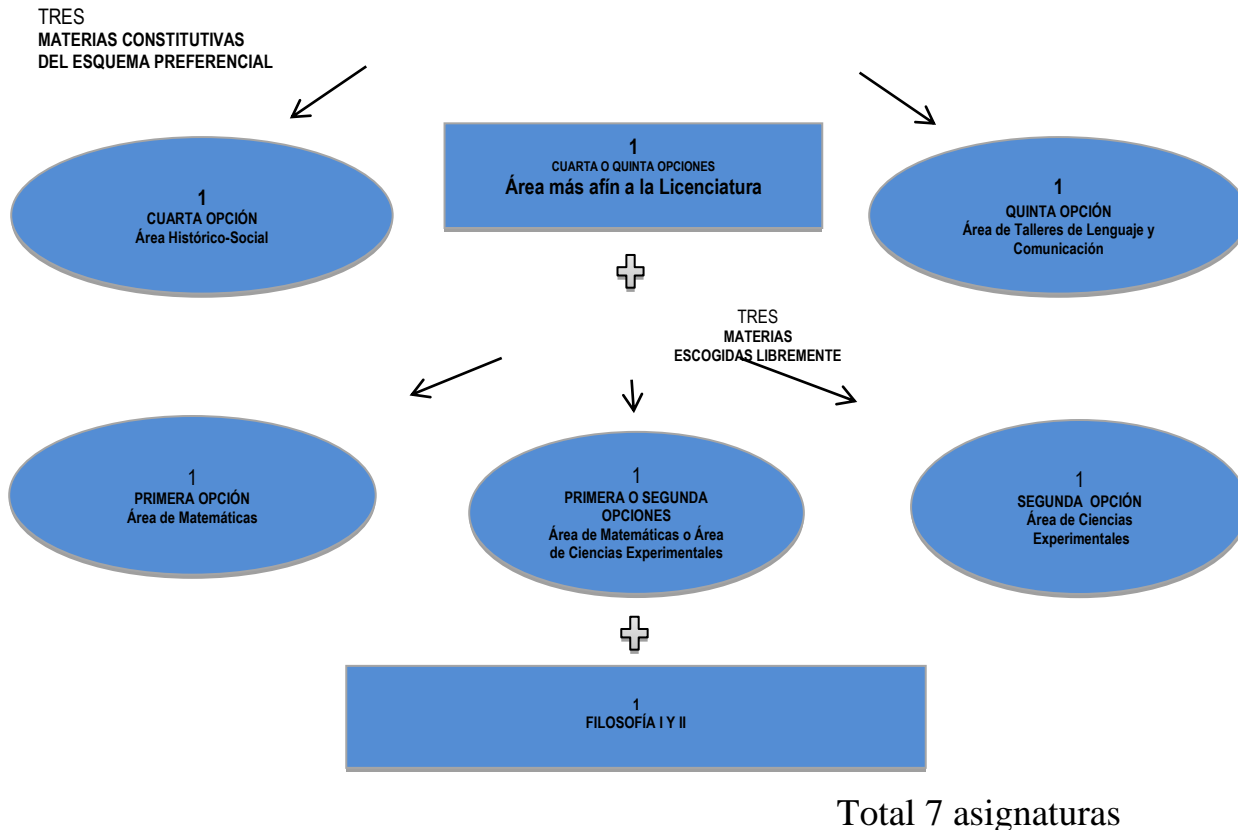 TRES
MATERIAS CONSTITUTIVAS
DEL ESQUEMA PREFERENCIAL
1
CUARTA OPCIÓN
Área Histórico-Social
1
CUARTA O QUINTA OPCIONES
Área más afín a la Licenciatura
1
QUINTA OPCIÓN
Área de Talleres de Lenguaje y
Comunicación
TRES
MATERIAS
ESCOGIDAS LIBREMENTE
1
PRIMERA OPCIÓN
Área de Matemáticas
1
PRIMERA O SEGUNDA
OPCIONES
Área de Matemáticas o Área
de Ciencias Experimentales
1
SEGUNDA OPCIÓN
Área de Ciencias
Experimentales
1
FILOSOFÍA I Y II
Total 7 asignaturas